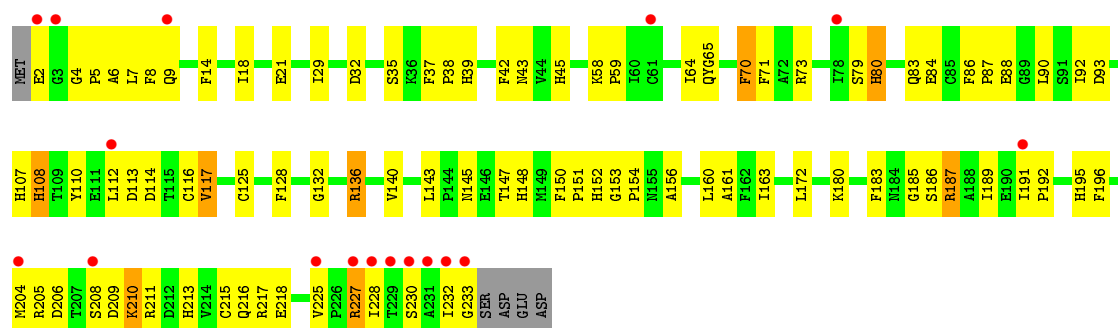 MET E2 G3 G4 P5 A6 L7 F8 Q9 F14 I18 E21 I29 D32 S35 K36 F37 P38 H39 F42 N43 V44 H45 K58 P59 I60 C61 I64 QYG65 F70 F71 A72 R73 I78 S79 H80 Q83 E84 C85 F86 P87 E88 G89 L90 S91 I92 D93
H107 H108 T109 Y110 E111 L112 D113 D114 T115 C116 V117 C125 F128 G132 R136 V140 L143 P144 N145 E146 T147 H148 M149 F150 P151 H152 G153 P154 N155 A156 L160 A161 F162 I163 L172 K180 F183 N184 G185 S186 R187 A188 I189 E190 I191 P192 H195 F196
M204 R205 D206 T207 S208 D209 K210 R211 D212 H213 V214 C215 Q216 R217 E218 V225 P226 R227 I228 T229 S230 A231 I232 G233 SER ASP GLU ASP